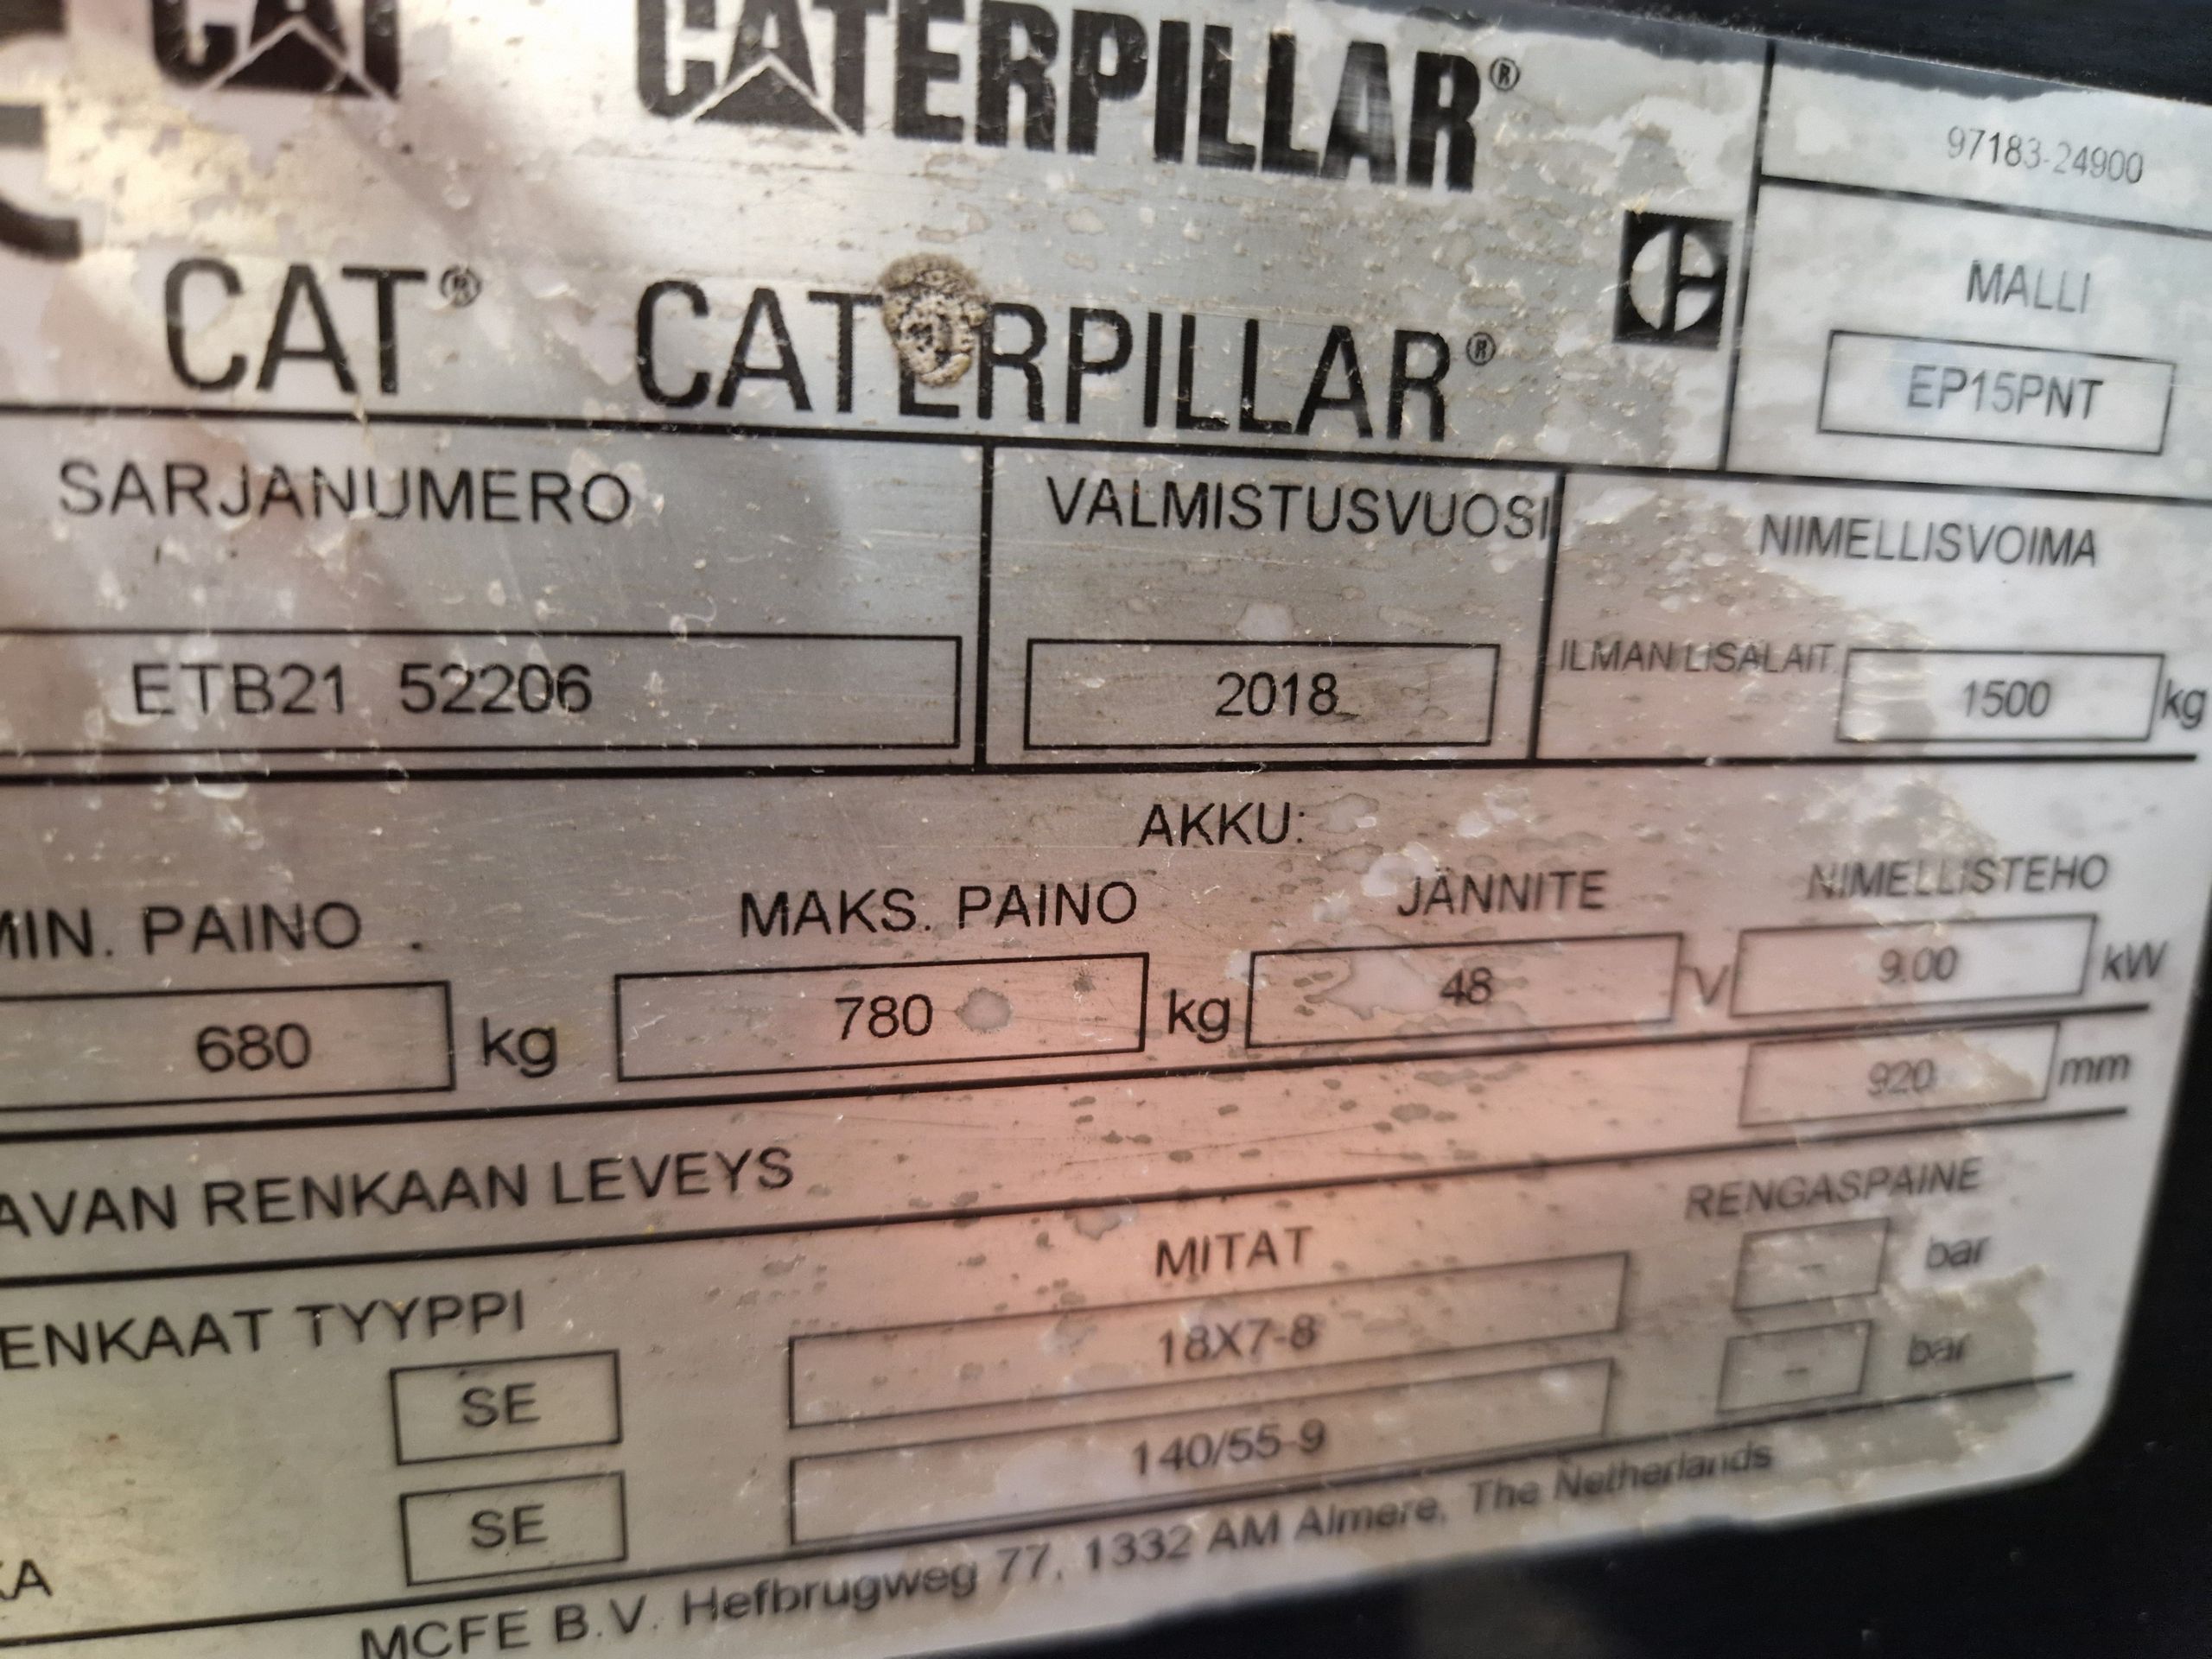 CAT CATERPILLAR®
97183-24900
CAT® CATERPILLAR®
MALLI
EP15PNT
SARJANUMERO VALMISTUSVUOSI NIMELLISVOIMA
ETB21 52206 2018 ILMAN LISÄLAIT. 1500 kg
AKKU:
MIN. PAINO MAKS. PAINO JÄNNITE NIMELLISTEHO
680 kg 780 kg 48 V 9.00 kW
920 mm
AVAN RENKAAN LEVEYS
ENKAAT TYYPPI MITAT RENGASPAINE
SE 18X7-8 -- bar
SE 140/55-9 -- bar
KA
MCFE B.V. Hefbrugweg 77, 1332 AM Almere, The Netherlands